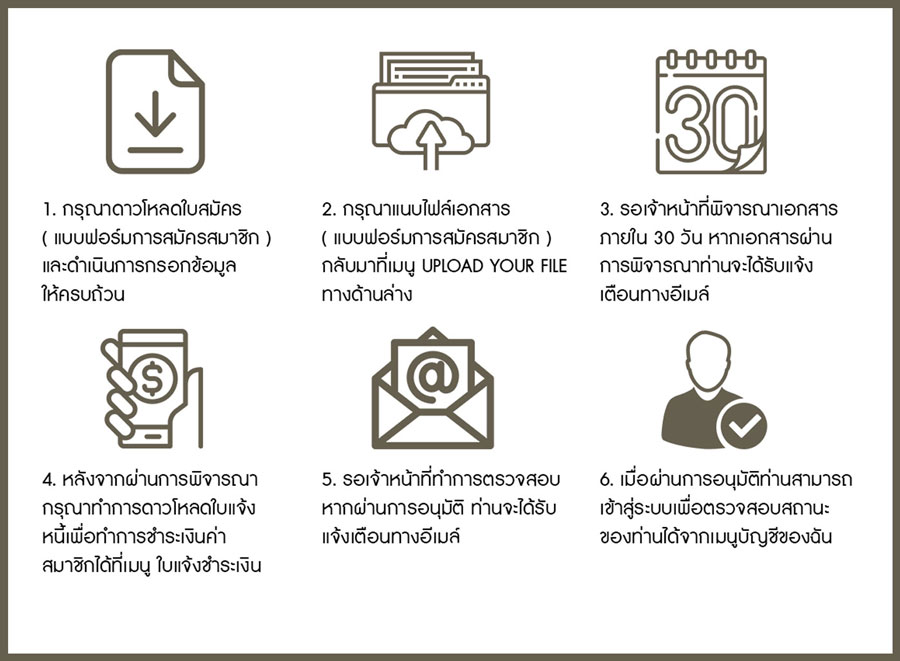 30
1. กรุณาดาวโหลดใบสมัคร
( แบบฟอร์มการสมัครสมาชิก )
และดำเนินการกรอกข้อมูล
ให้ครบถ้วน
2. กรุณาแนบไฟล์เอกสาร
( แบบฟอร์มการสมัครสมาชิก )
กลับมาที่เมนู UPLOAD YOUR FILE
ทางด้านล่าง
3. รอเจ้าหน้าที่พิจารณาเอกสาร
ภายใน 30 วัน หากเอกสารผ่าน
การพิจารณาท่านจะได้รับแจ้ง
เตือนทางอีเมล์
$
4. หลังจากผ่านการพิจารณา
กรุณาทำการดาวโหลดใบแจ้ง
หนี้เพื่อทำการชำระเงินค่า
สมาชิกได้ที่เมนู ใบแจ้งชำระเงิน
@
5. รอเจ้าหน้าที่ทำการตรวจสอบ
หากผ่านการอนุมัติ ท่านจะได้รับ
แจ้งเตือนทางอีเมล์
6. เมื่อผ่านการอนุมัติท่านสามารถ
เข้าสู่ระบบเพื่อตรวจสอบสถานะ
ของท่านได้จากเมนูบัญชีของฉัน